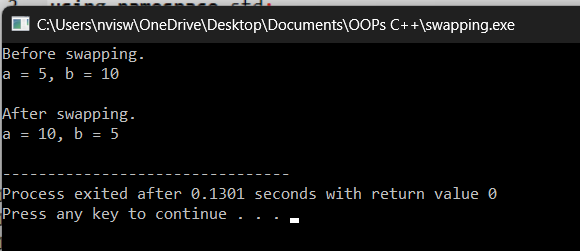 using namespace std;
C:\Users\nvisw\OneDrive\Desktop\Documents\OOPs C++\swapping.exe
Before swapping.
a = 5, b = 10
After swapping.
a = 10, b = 5
--------------------------------
Process exited after 0.1301 seconds with return value 0
Press any key to continue . . .